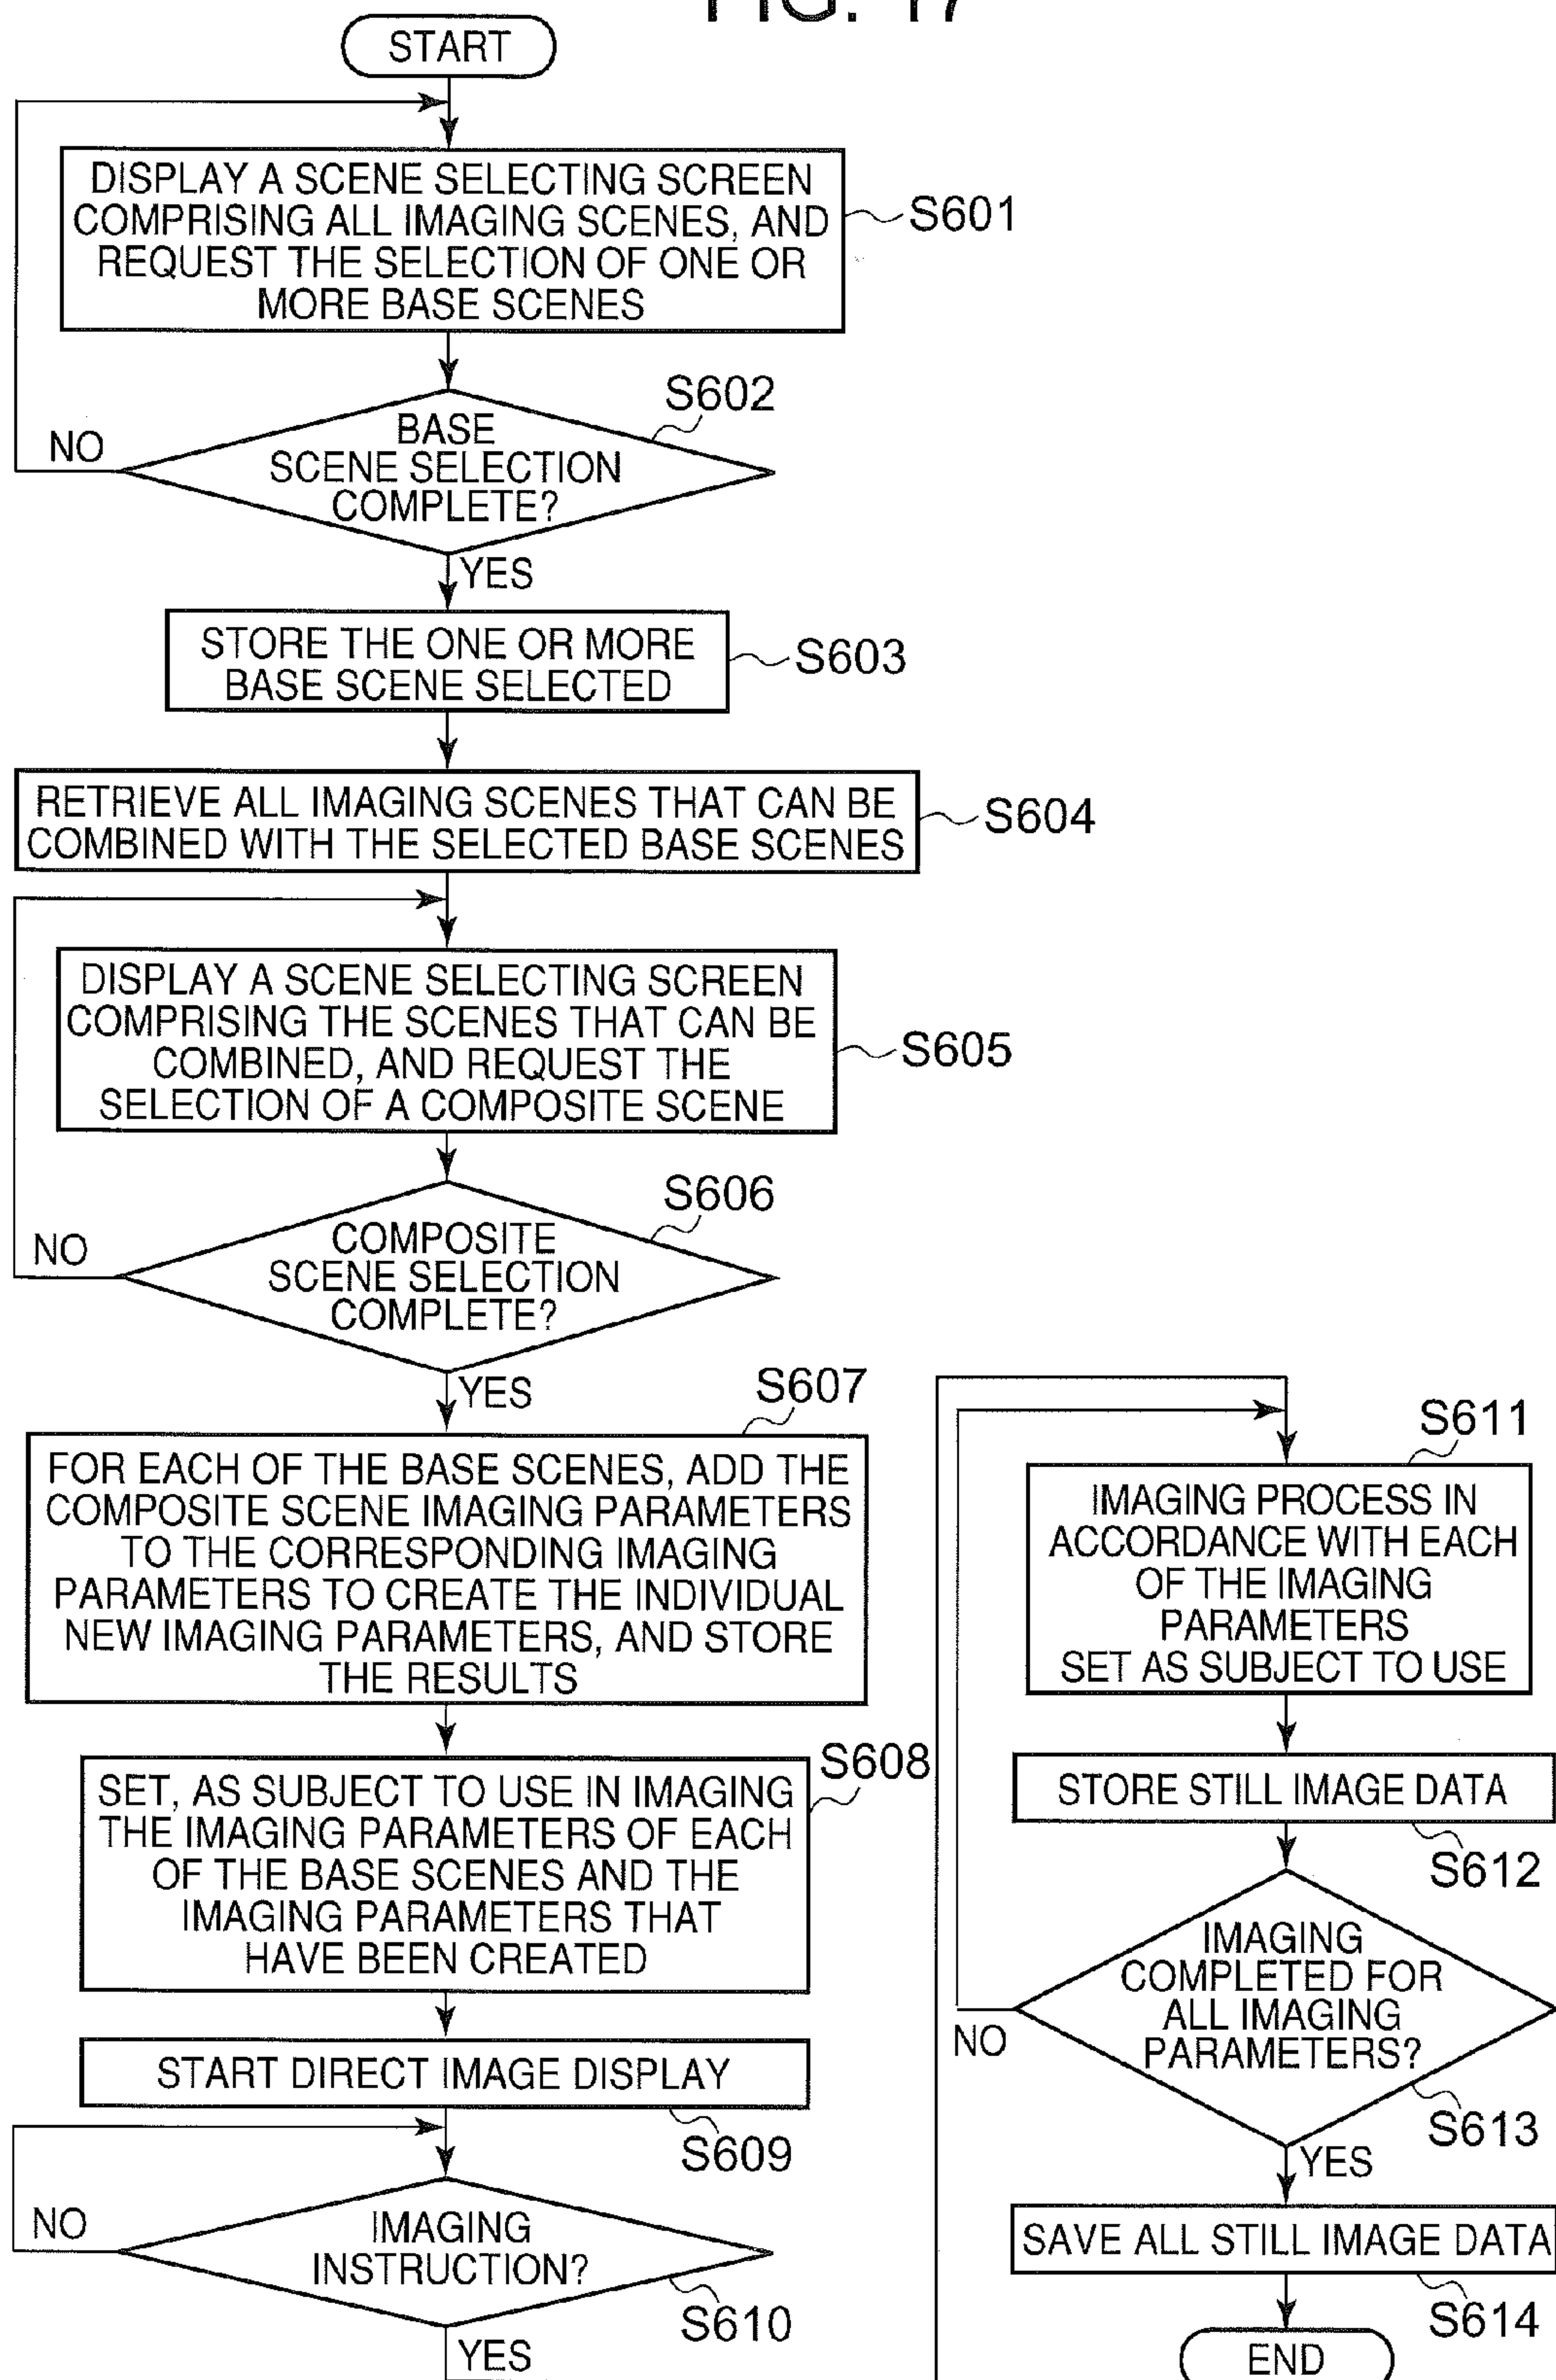 FIG. 17
START
DISPLAY A SCENE SELECTING SCREEN
COMPRISING ALL IMAGING SCENES, AND
REQUEST THE SELECTION OF ONE OR
MORE BASE SCENES
S601
S602
BASE
SCENE SELECTION
COMPLETE?
NO
YES
STORE THE ONE OR MORE
BASE SCENE SELECTED
S603
RETRIEVE ALL IMAGING SCENES THAT CAN BE
COMBINED WITH THE SELECTED BASE SCENES
S604
DISPLAY A SCENE SELECTING SCREEN
COMPRISING THE SCENES THAT CAN BE
COMBINED, AND REQUEST THE
SELECTION OF A COMPOSITE SCENE
S605
S606
COMPOSITE
SCENE SELECTION
COMPLETE?
NO
YES
S607
FOR EACH OF THE BASE SCENES, ADD THE
COMPOSITE SCENE IMAGING PARAMETERS
TO THE CORRESPONDING IMAGING
PARAMETERS TO CREATE THE INDIVIDUAL
NEW IMAGING PARAMETERS, AND STORE
THE RESULTS
S608
SET, AS SUBJECT TO USE IN IMAGING
THE IMAGING PARAMETERS OF EACH
OF THE BASE SCENES AND THE
IMAGING PARAMETERS THAT
HAVE BEEN CREATED
START DIRECT IMAGE DISPLAY
S609
NO
IMAGING
INSTRUCTION?
S610
YES
S611
IMAGING PROCESS IN
ACCORDANCE WITH EACH
OF THE IMAGING
PARAMETERS
SET AS SUBJECT TO USE
STORE STILL IMAGE DATA
S612
IMAGING
COMPLETED FOR
ALL IMAGING
PARAMETERS?
NO
S613
YES
SAVE ALL STILL IMAGE DATA
S614
END